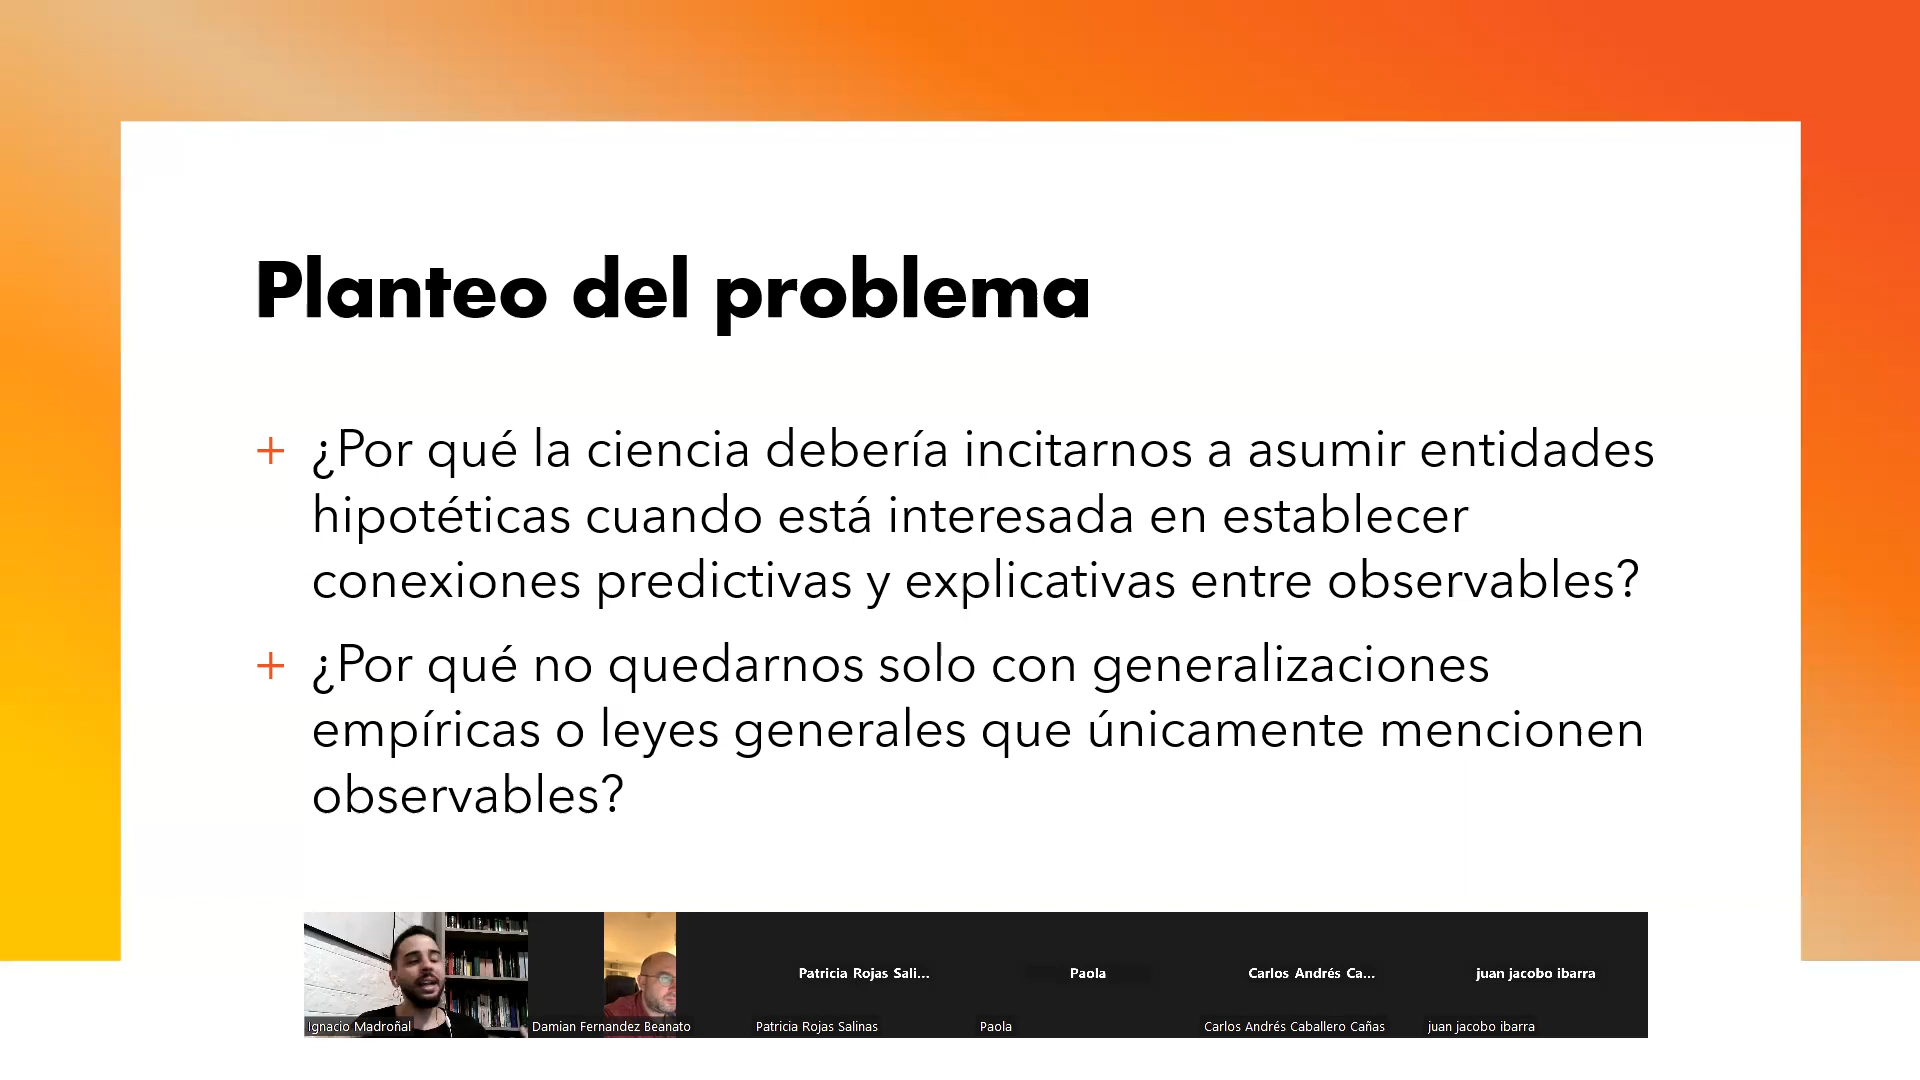 Planteo del problema
+ ¿Por qué la ciencia debería incitarnos a asumir entidades
hipotéticas cuando está interesada en establecer
conexiones predictivas y explicativas entre observables?
+ ¿Por qué no quedarnos solo con generalizaciones
empíricas o leyes generales que únicamente mencionen
observables?
Patricia Rojas Sali...
Paola
Carlos Andrés Ca...
juan jacobo ibarra
Ignacio Madroñal
Damian Fernandez Beanato
Patricia Rojas Salinas
Paola
Carlos Andrés Caballero Cañas
juan jacobo ibarra